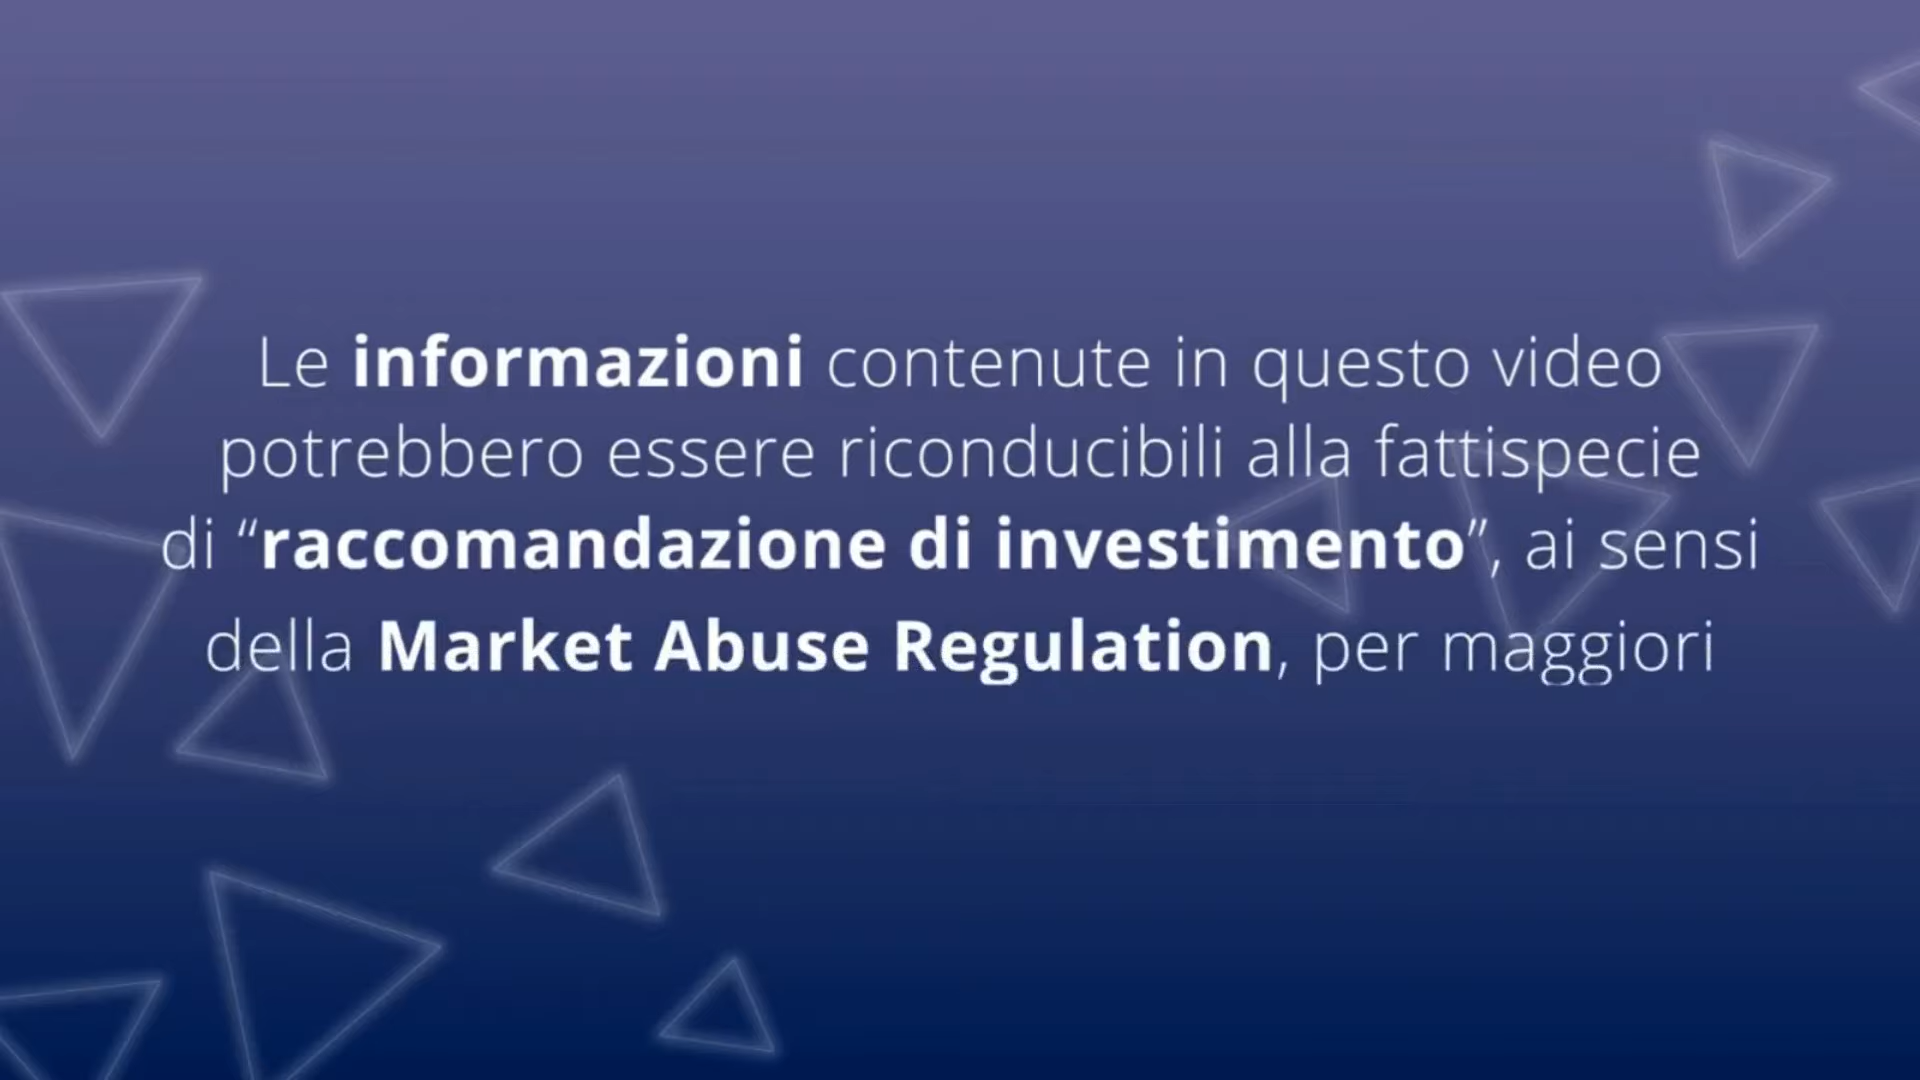 Le informazioni contenute in questo video
potrebbero essere riconducibili alla fattispecie
di “raccomandazione di investimento”, ai sensi
della Market Abuse Regulation, per maggiori